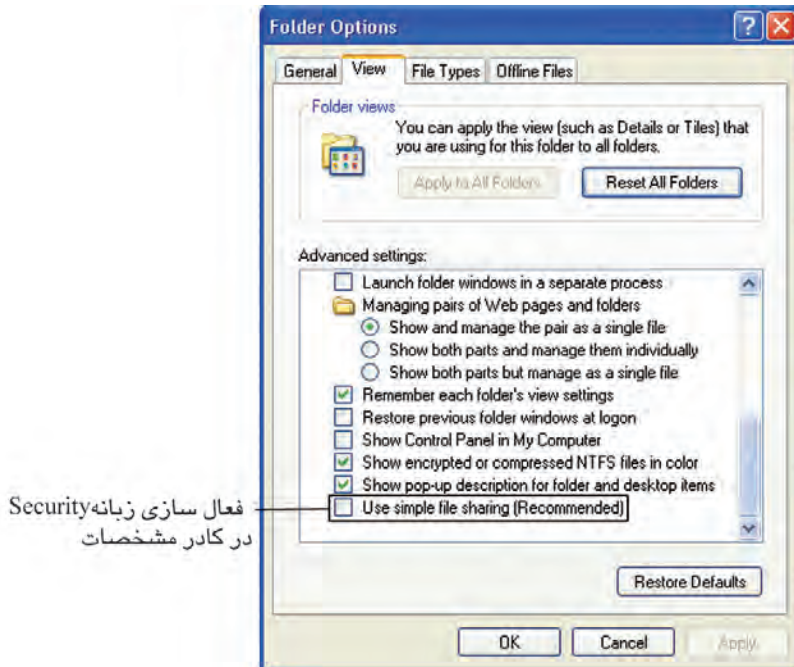 Folder Options
General View File Types Offline Files
Folder views
You can apply the view (such as Details or Tiles) that
you are using for this folder to all folders.
Apply to All Folders Reset All Folders
Advanced settings:
Launch folder windows in a separate process
Managing pairs of Web pages and folders
Show and manage the pair as a single file
Show both parts and manage them individually
Show both parts but manage as a single file
Remember each folder's view settings
Restore previous folder windows at logon
Show Control Panel in My Computer
Show encrypted or compressed NTFS files in color
Show pop-up description for folder and desktop items
Use simple file sharing (Recommended)
فعال سازی زبانه Security
در کادر مشخصات
Restore Defaults
OK Cancel Apply